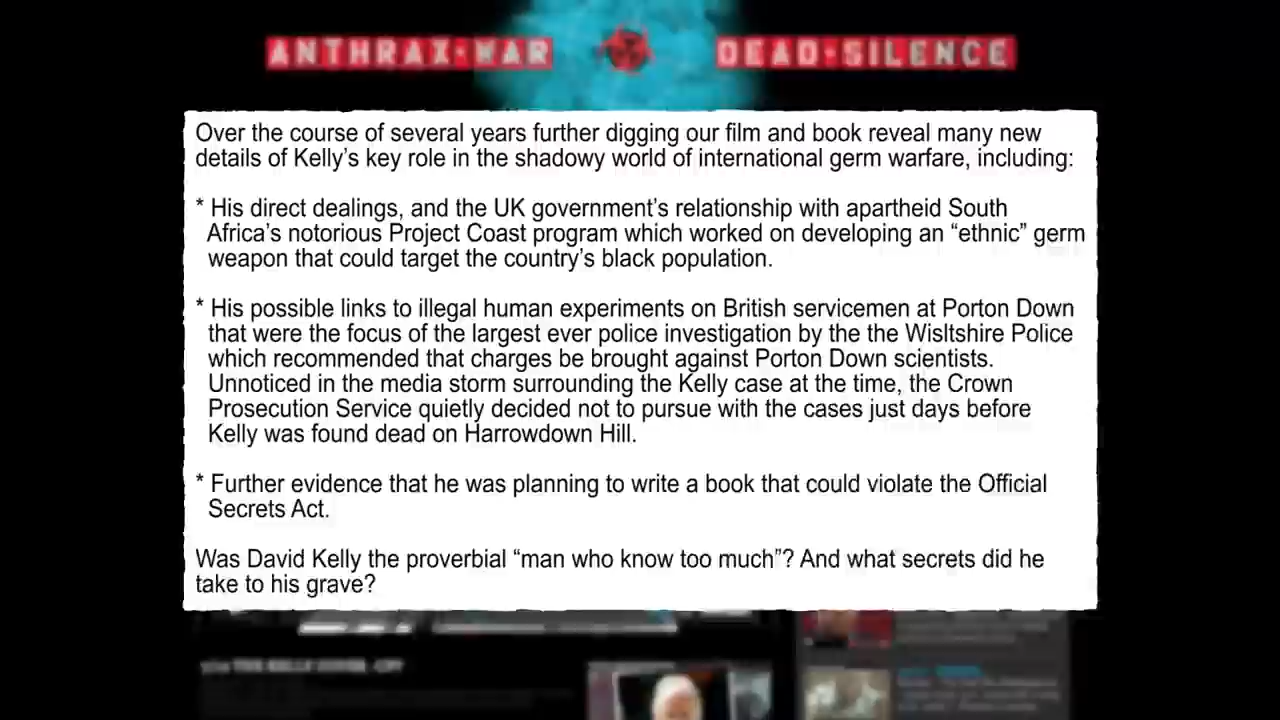 ANTHRAX·WAR DEAD·SILENCE
Over the course of several years further digging our film and book reveal many new
details of Kelly's key role in the shadowy world of international germ warfare, including:
* His direct dealings, and the UK government's relationship with apartheid South
Africa's notorious Project Coast program which worked on developing an “ethnic” germ
weapon that could target the country's black population.
* His possible links to illegal human experiments on British servicemen at Porton Down
that were the focus of the largest ever police investigation by the the Wisltshire Police
which recommended that charges be brought against Porton Down scientists.
Unnoticed in the media storm surrounding the Kelly case at the time, the Crown
Prosecution Service quietly decided not to pursue with the cases just days before
Kelly was found dead on Harrowdown Hill.
* Further evidence that he was planning to write a book that could violate the Official
Secrets Act.
Was David Kelly the proverbial “man who know too much”? And what secrets did he
take to his grave?